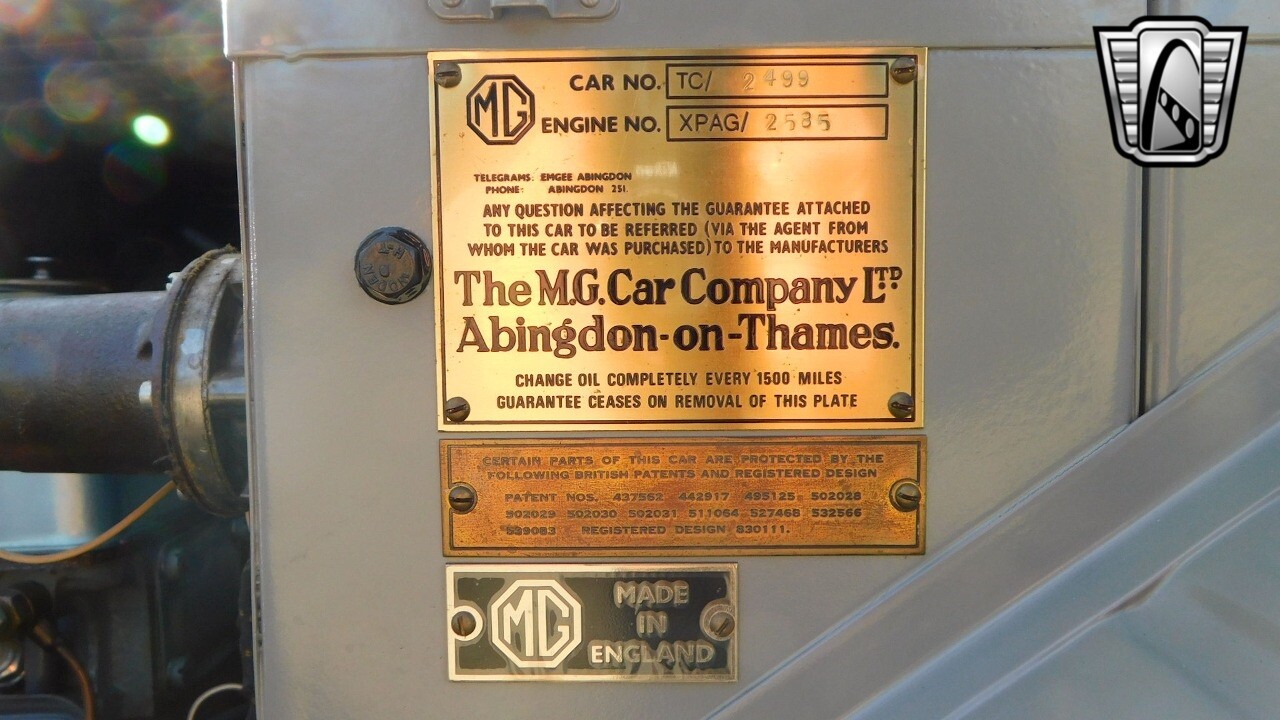 MG
CAR NO. TC/ 2499
ENGINE NO. XPAG/ 2585
TELEGRAMS: EMGEE ABINGDON
PHONE: ABINGDON 251.
ANY QUESTION AFFECTING THE GUARANTEE ATTACHED
TO THIS CAR TO BE REFERRED (VIA THE AGENT FROM
WHOM THE CAR WAS PURCHASED) TO THE MANUFACTURERS
The M.G. Car Company LTD
Abingdon-on-Thames.
CHANGE OIL COMPLETELY EVERY 1500 MILES
GUARANTEE CEASES ON REMOVAL OF THIS PLATE
CERTAIN PARTS OF THIS CAR ARE PROTECTED BY THE
FOLLOWING BRITISH PATENTS AND REGISTERED DESIGN
PATENT NOS. 437562 442917 495125 502028
502029 502030 502031 511064 527468 532566
539083 REGISTERED DESIGN 830111.
MG
MADE
IN
ENGLAND